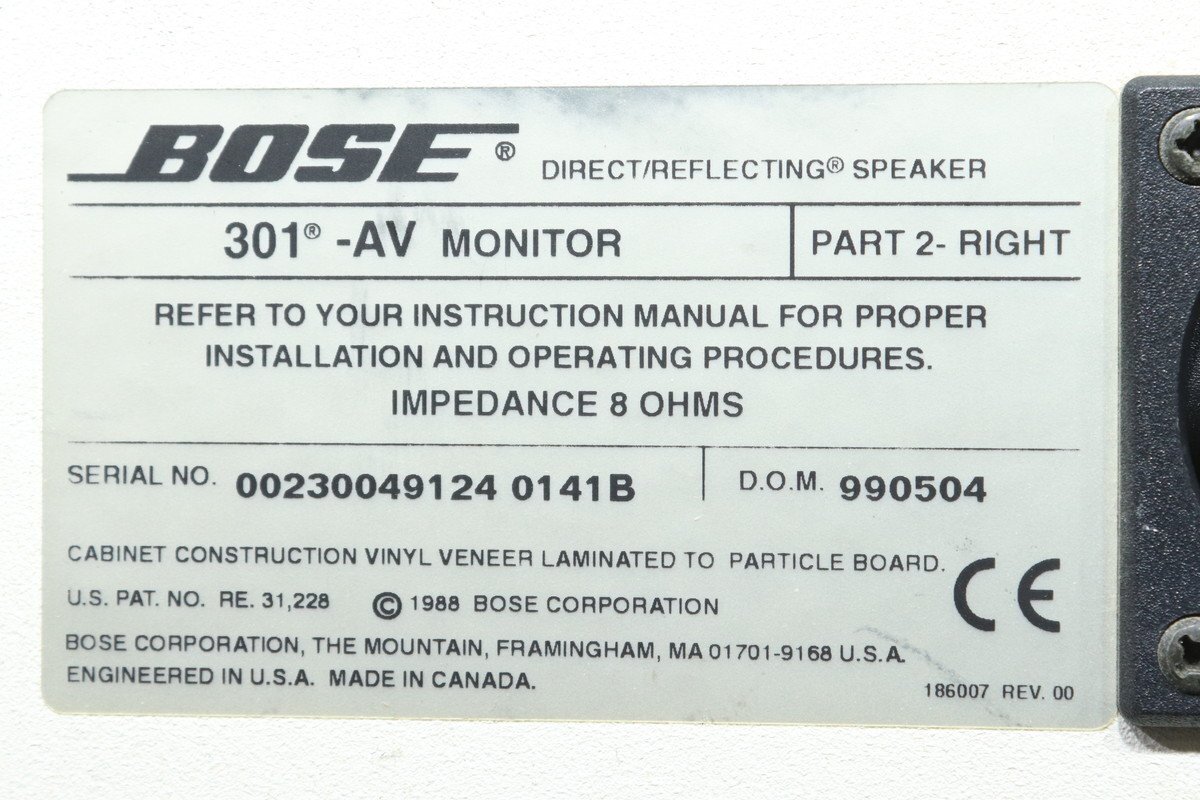 BOSE® DIRECT/REFLECTING® SPEAKER
301® -AV MONITOR PART 2- RIGHT
REFER TO YOUR INSTRUCTION MANUAL FOR PROPER
INSTALLATION AND OPERATING PROCEDURES.
IMPEDANCE 8 OHMS
SERIAL NO. 00230049124 0141B D.O.M. 990504
CABINET CONSTRUCTION VINYL VENEER LAMINATED TO PARTICLE BOARD.
U.S. PAT. NO. RE. 31,228 © 1988 BOSE CORPORATION CE
BOSE CORPORATION, THE MOUNTAIN, FRAMINGHAM, MA 01701-9168 U.S.A.
ENGINEERED IN U.S.A. MADE IN CANADA.
186007 REV. 00